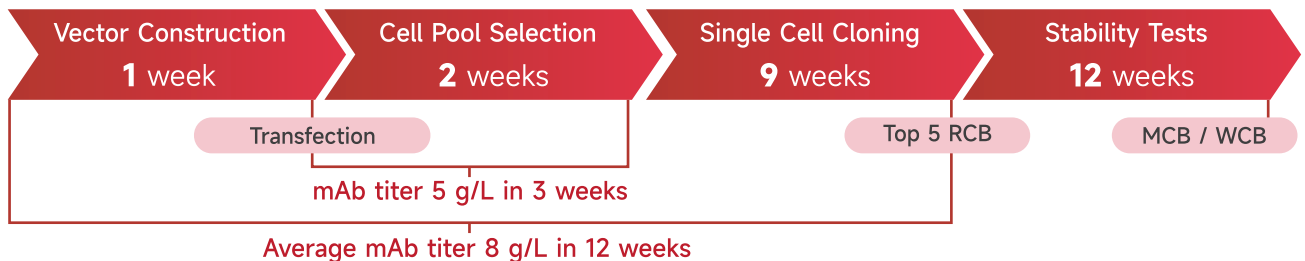 Vector Construction
1 week
Cell Pool Selection
2 weeks
Single Cell Cloning
9 weeks
Stability Tests
12 weeks
Transfection
Top 5 RCB
MCB / WCB
mAb titer 5 g/L in 3 weeks
Average mAb titer 8 g/L in 12 weeks